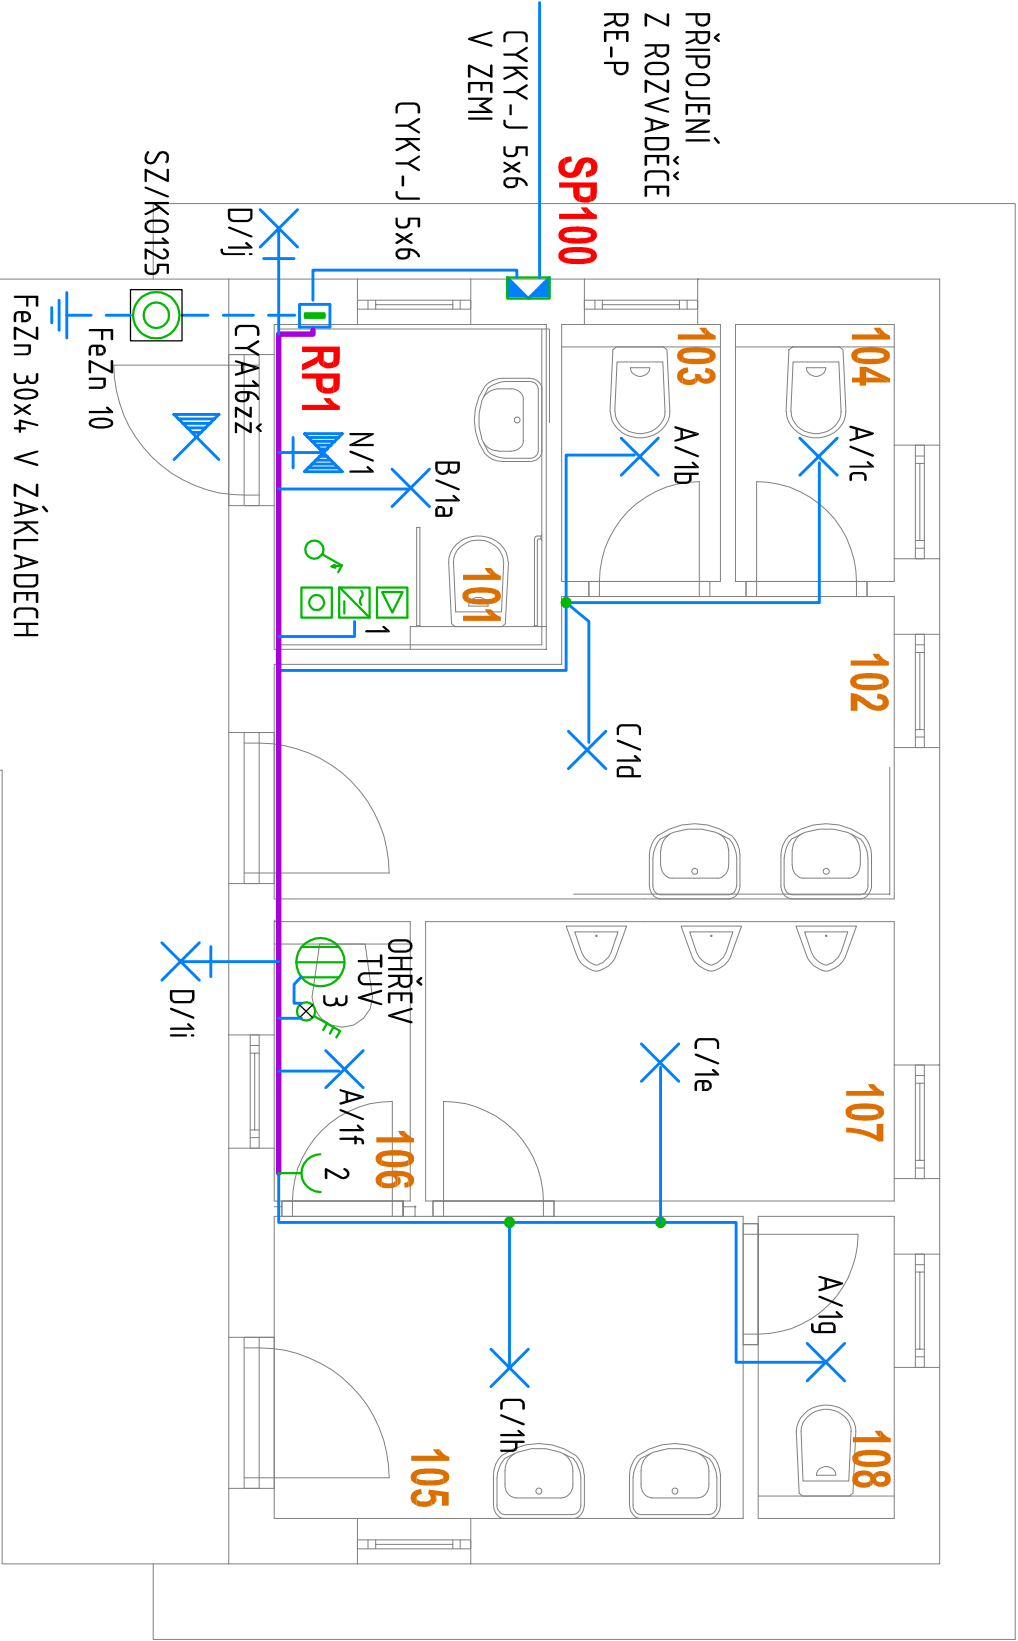 PŘIPOJENÍ
Z ROZVADĚČE
RE-P
CYKY-J 5x6
V ZEMI
SP100
CYKY-J 5x6
SZ/KO125
D/1j
CYA16zž
FeZn 10
FeZn 30x4 V ZÁKLADECH
RP1
N/1
B/1a
101
1
103
A/1b
104
A/1c
102
C/1d
D/1i
OHŘEV
TUV
3
A/1f
106
2
C/1e
107
A/1g
108
C/1h
105